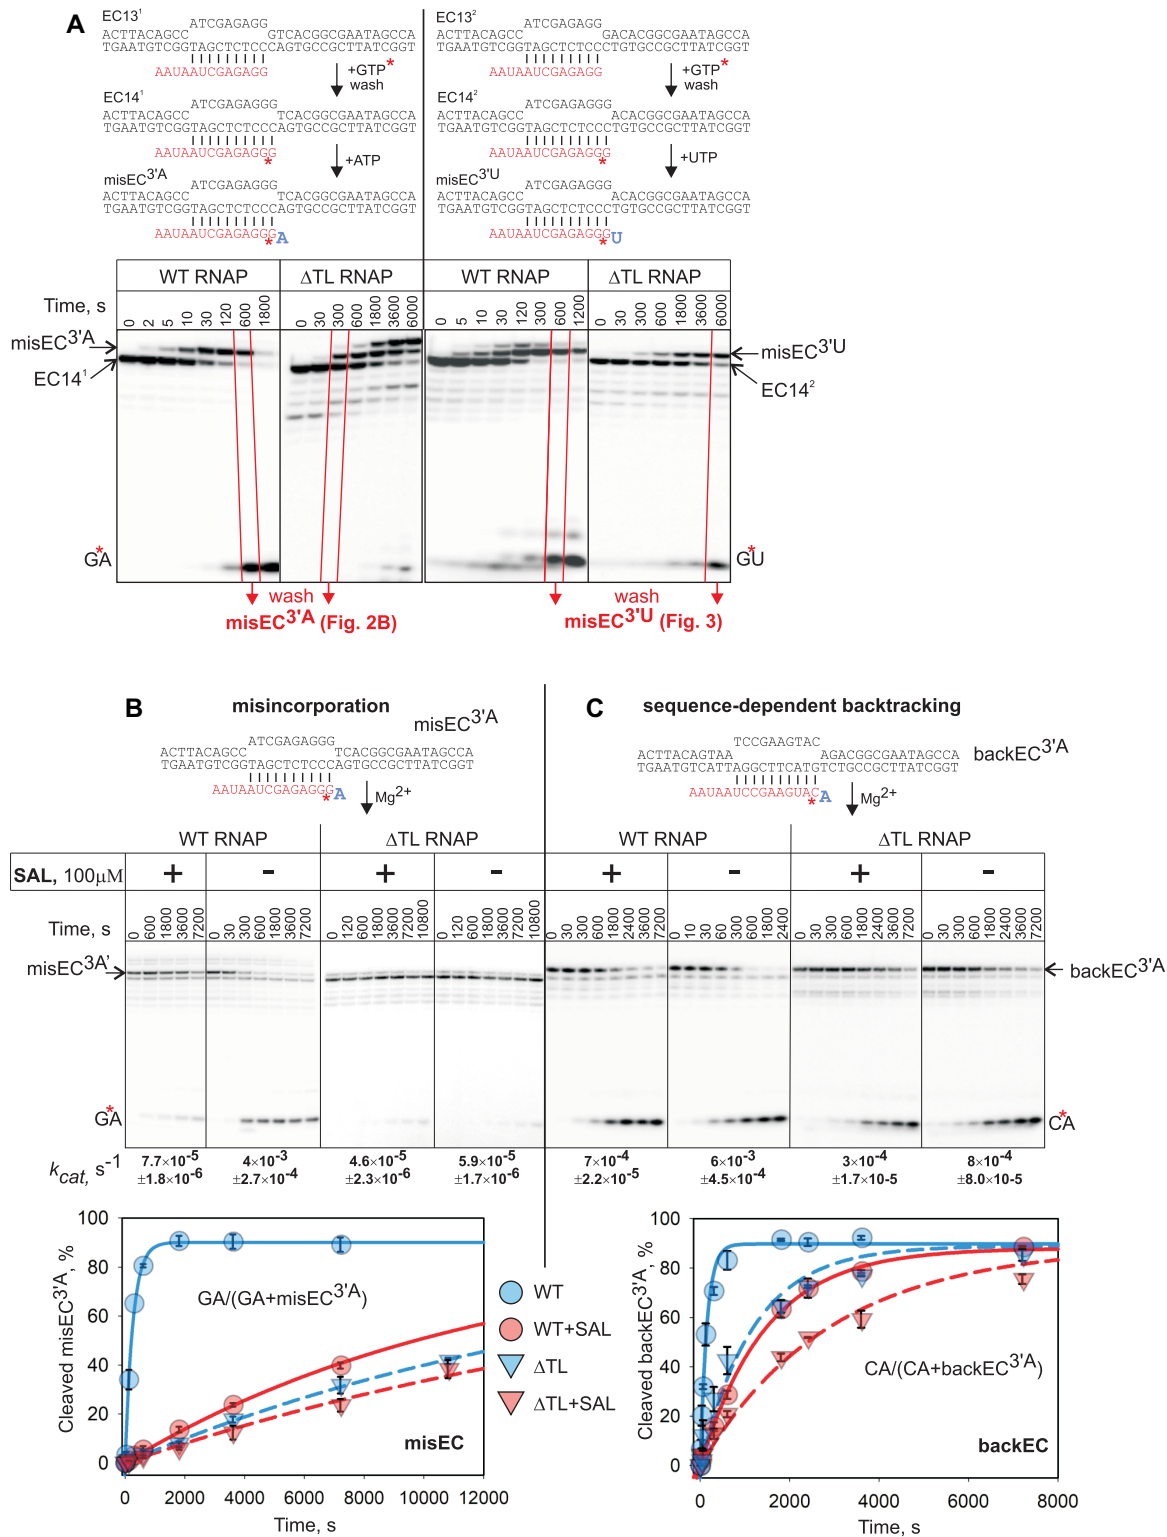 A
EC13¹
ATCGAGAGG
ACTTACAGCC GTCACGGCGAATAGCCA
TGAATGTCGGTAGCTCTCCCAGTGCCGCTTATCGGT
AAUAAUCGAGAGG
*
+GTP
wash
EC14¹
ATCGAGAGGG
ACTTACAGCC TCACGGCGAATAGCCA
TGAATGTCGGTAGCTCTCCCAGTGCCGCTTATCGGT
AAUAAUCGAGAGGG
*
+ATP
misEC3'A
ATCGAGAGGG
ACTTACAGCC TCACGGCGAATAGCCA
TGAATGTCGGTAGCTCTCCCAGTGCCGCTTATCGGT
AAUAAUCGAGAGGGA
*
EC13²
ATCGAGAGG
ACTTACAGCC GACACGGCGAATAGCCA
TGAATGTCGGTAGCTCTCCCTGTGCCGCTTATCGGT
AAUAAUCGAGAGG
*
+GTP
wash
EC14²
ATCGAGAGGG
ACTTACAGCC ACACGGCGAATAGCCA
TGAATGTCGGTAGCTCTCCCTGTGCCGCTTATCGGT
AAUAAUCGAGAGGG
*
+UTP
misEC3'U
ATCGAGAGGG
ACTTACAGCC ACACGGCGAATAGCCA
TGAATGTCGGTAGCTCTCCCTGTGCCGCTTATCGGT
AAUAAUCGAGAGGGU
*
WT RNAP ΔTL RNAP WT RNAP ΔTL RNAP
Time, s 0 2 5 10 30 120 600 1800 0 30 300 600 1800 3600 6000 0 5 10 30 120 300 600 1200 0 30 300 600 1800 3600 6000
misEC3'A
EC14¹
misEC3'U
EC14²
*
GA
*
GU
wash
misEC3'A (Fig. 2B)
wash
misEC3'U (Fig. 3)
B misincorporation
misEC3'A
ATCGAGAGGG
ACTTACAGCC TCACGGCGAATAGCCA
TGAATGTCGGTAGCTCTCCCAGTGCCGCTTATCGGT
AAUAAUCGAGAGGGA
*
Mg2+
C sequence-dependent backtracking
backEC3'A
TCCGAAGTAC
ACTTACAGTAA AGACGGCGAATAGCCA
TGAATGTCATTAGGCTTCATGTCTGCCGCTTATCGGT
AAUAAUCCGAAGUACA
*
Mg2+
WT RNAP ΔTL RNAP WT RNAP ΔTL RNAP
SAL, 100μM + - + - + - + -
Time, s 0 600 1800 3600 7200 0 30 300 600 1800 3600 7200 0 120 600 1800 3600 7200 10800 0 120 600 1800 3600 7200 10800 0 30 300 600 1800 2400 3600 7200 0 10 30 60 300 600 1800 2400 0 30 300 600 1800 2400 3600 7200 0 30 300 600 1800 2400 3600 7200
misEC3A'
backEC3'A
*
GA
*
CA
kcat, s-1 7.7×10-5 4×10-3 4.6×10-5 5.9×10-5 7×10-4 6×10-3 3×10-4 8×10-4
±1.8×10-6 ±2.7×10-4 ±2.3×10-6 ±1.7×10-6 ±2.2×10-5 ±4.5×10-4 ±1.7×10-5 ±8.0×10-5
Cleaved misEC3'A, %
100
80
60
40
20
0
GA/(GA+misEC3'A)
misEC
0 2000 4000 6000 8000 10000 12000
Time, s
WT
WT+SAL
ΔTL
ΔTL+SAL
Cleaved backEC3'A, %
100
80
60
40
20
0
CA/(CA+backEC3'A)
backEC
0 2000 4000 6000 8000
Time, s